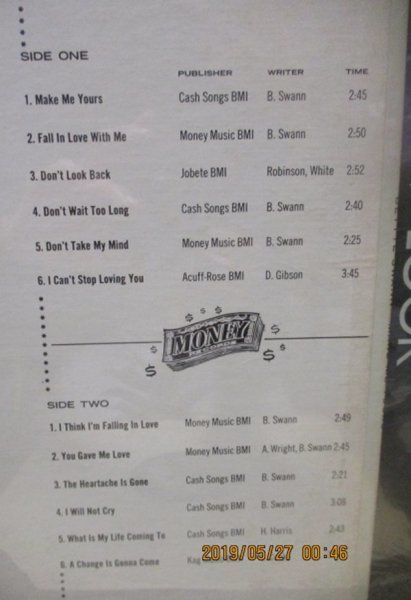 SIDE ONE
PUBLISHER WRITER TIME
1. Make Me Yours Cash Songs BMI B. Swann 2:45
2. Fall In Love With Me Money Music BMI B. Swann 2:50
3. Don't Look Back Jobete BMI Robinson, White 2:52
4. Don't Wait Too Long Cash Songs BMI B. Swann 2:40
5. Don't Take My Mind Money Music BMI B. Swann 2:25
6. I Can't Stop Loving You Acuff-Rose BMI D. Gibson 3:45
$ $ $
$ MONEY $
RECORDS
$ $ $
SIDE TWO
1. I Think I'm Falling In Love Money Music BMI B. Swann 2:49
2. You Gave Me Love Money Music BMI A. Wright, B. Swann 2:45
3. The Heartache Is Gone Cash Songs BMI B. Swann 2:21
4. I Will Not Cry Cash Songs BMI B. Swann 3:08
5. What Is My Life Coming To Cash Songs BMI H. Harris 2:43
6. A Change Is Gonna Come Kag
2019/05/27 00:46